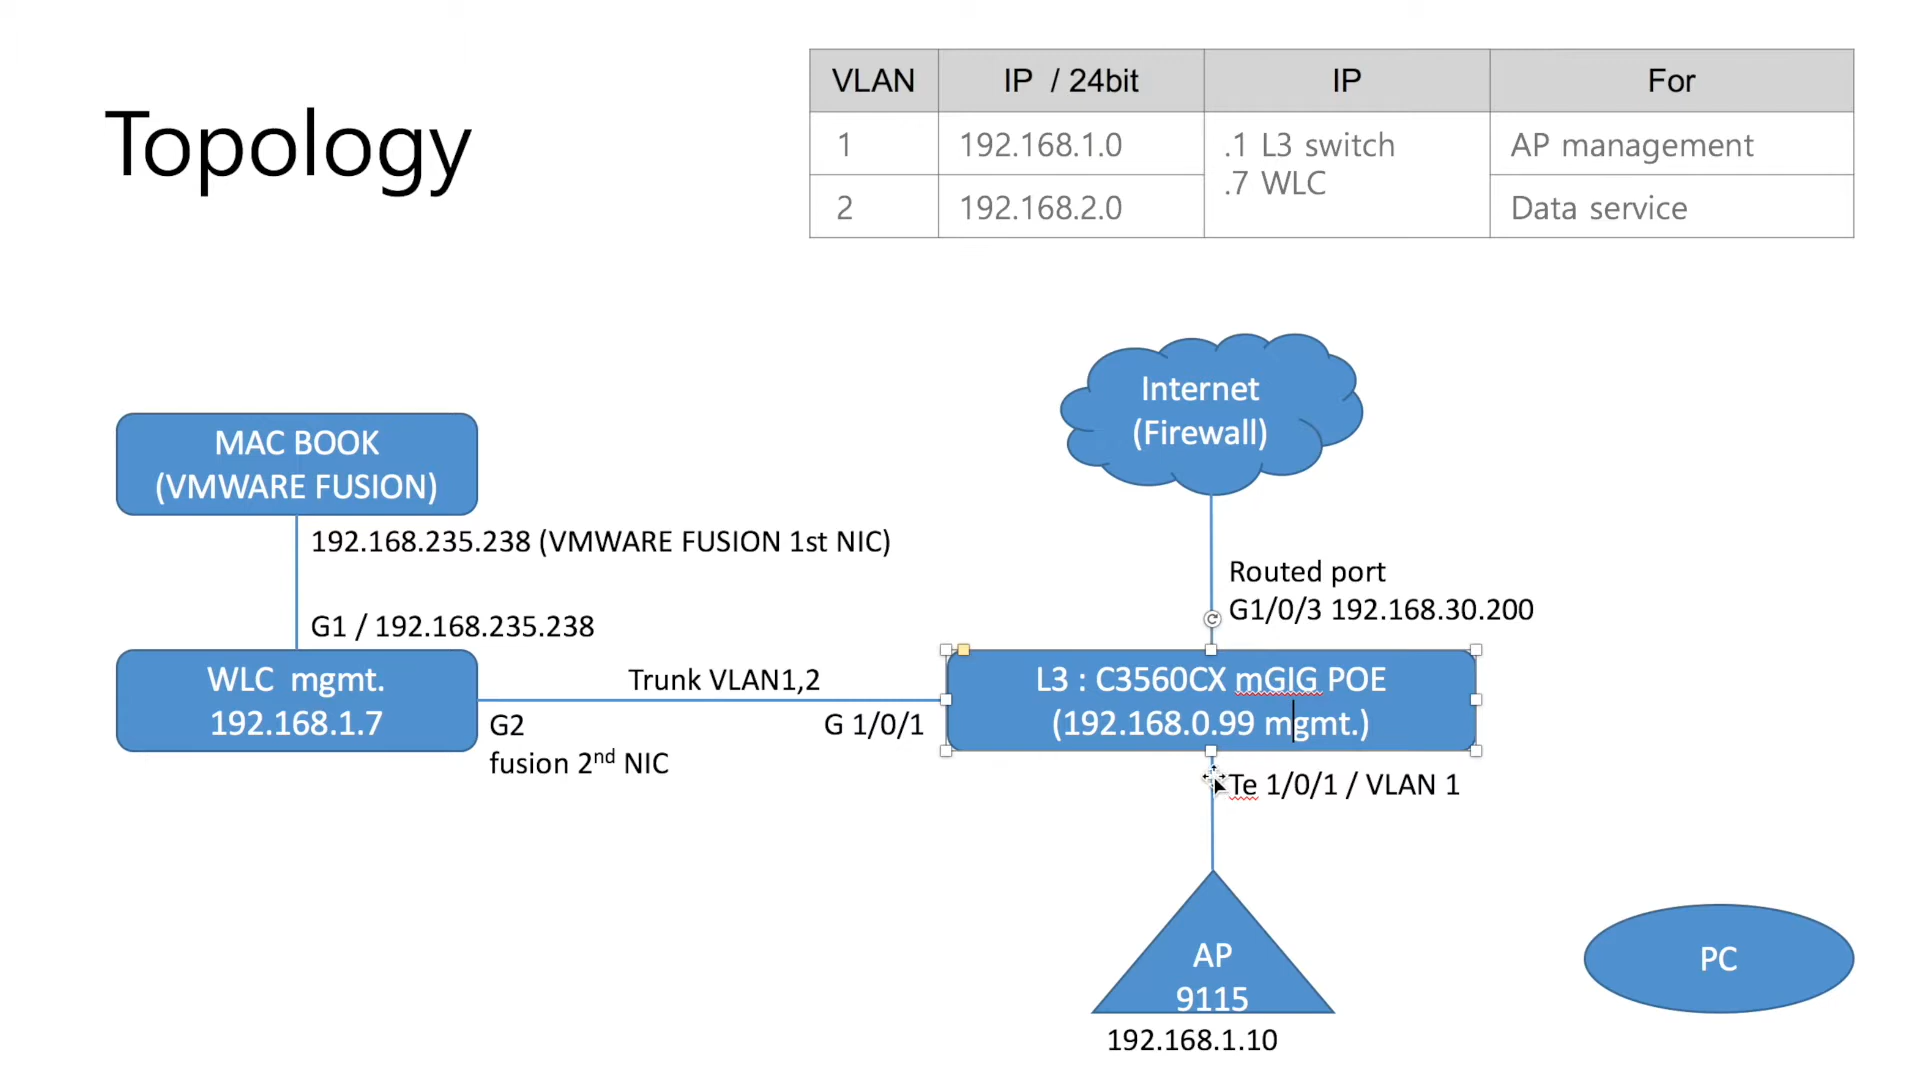 Topology
VLAN IP / 24bit IP For
1 192.168.1.0 .1 L3 switch AP management
.7 WLC
2 192.168.2.0 Data service
Internet
(Firewall)
MAC BOOK
(VMWARE FUSION)
192.168.235.238 (VMWARE FUSION 1st NIC)
Routed port
G1/0/3 192.168.30.200
G1 / 192.168.235.238
WLC mgmt.
192.168.1.7
Trunk VLAN1,2
G2
fusion 2nd NIC
G 1/0/1
L3 : C3560CX mGIG POE
(192.168.0.99 mgmt.)
Te 1/0/1 / VLAN 1
AP
9115
192.168.1.10
PC